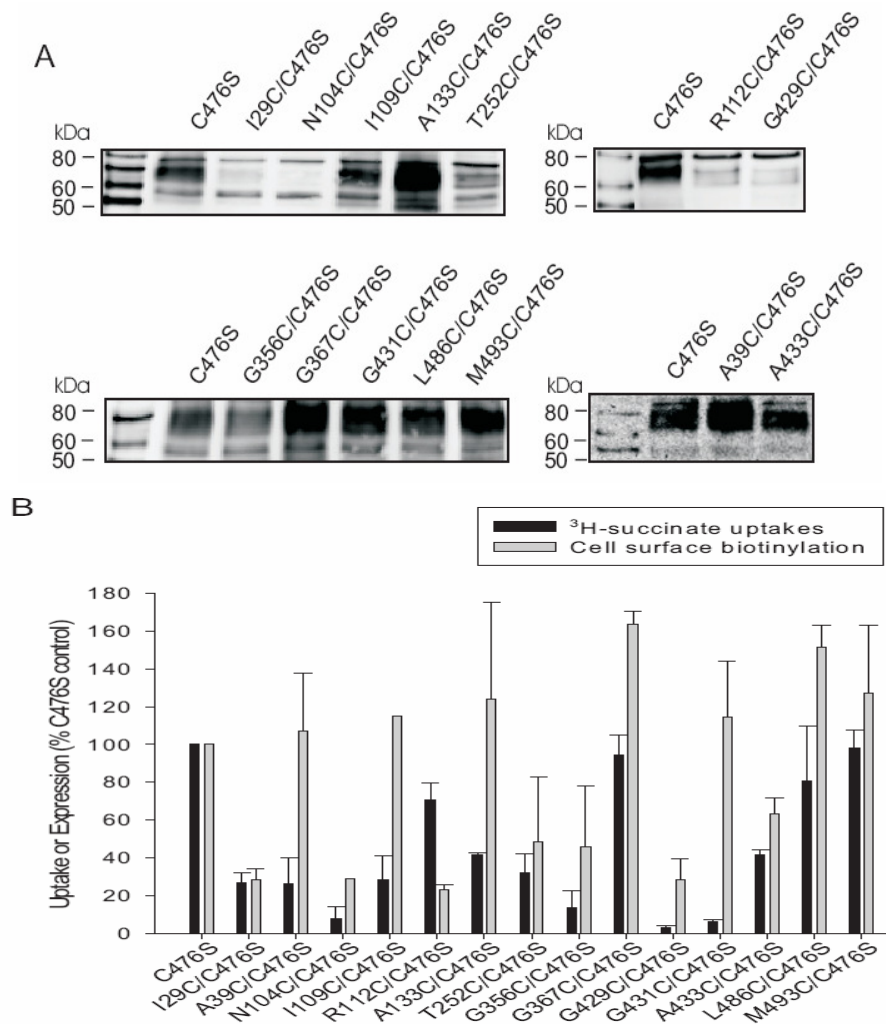 A
kDa
80
60
50
C476S
I29C/C476S
N104C/C476S
I109C/C476S
A133C/C476S
T252C/C476S
kDa
80
60
50
C476S
R112C/C476S
G429C/C476S
kDa
80
60
50
C476S
G356C/C476S
G367C/C476S
G431C/C476S
L486C/C476S
M493C/C476S
kDa
80
60
50
C476S
A39C/C476S
A433C/C476S
B
³H-succinate uptakes
Cell surface biotinylation
Uptake or Expression (% C476S control)
180
160
140
120
100
80
60
40
20
0
C476S
I29C/C476S
A39C/C476S
N104C/C476S
I109C/C476S
R112C/C476S
A133C/C476S
T252C/C476S
G356C/C476S
G367C/C476S
G429C/C476S
G431C/C476S
A433C/C476S
L486C/C476S
M493C/C476S